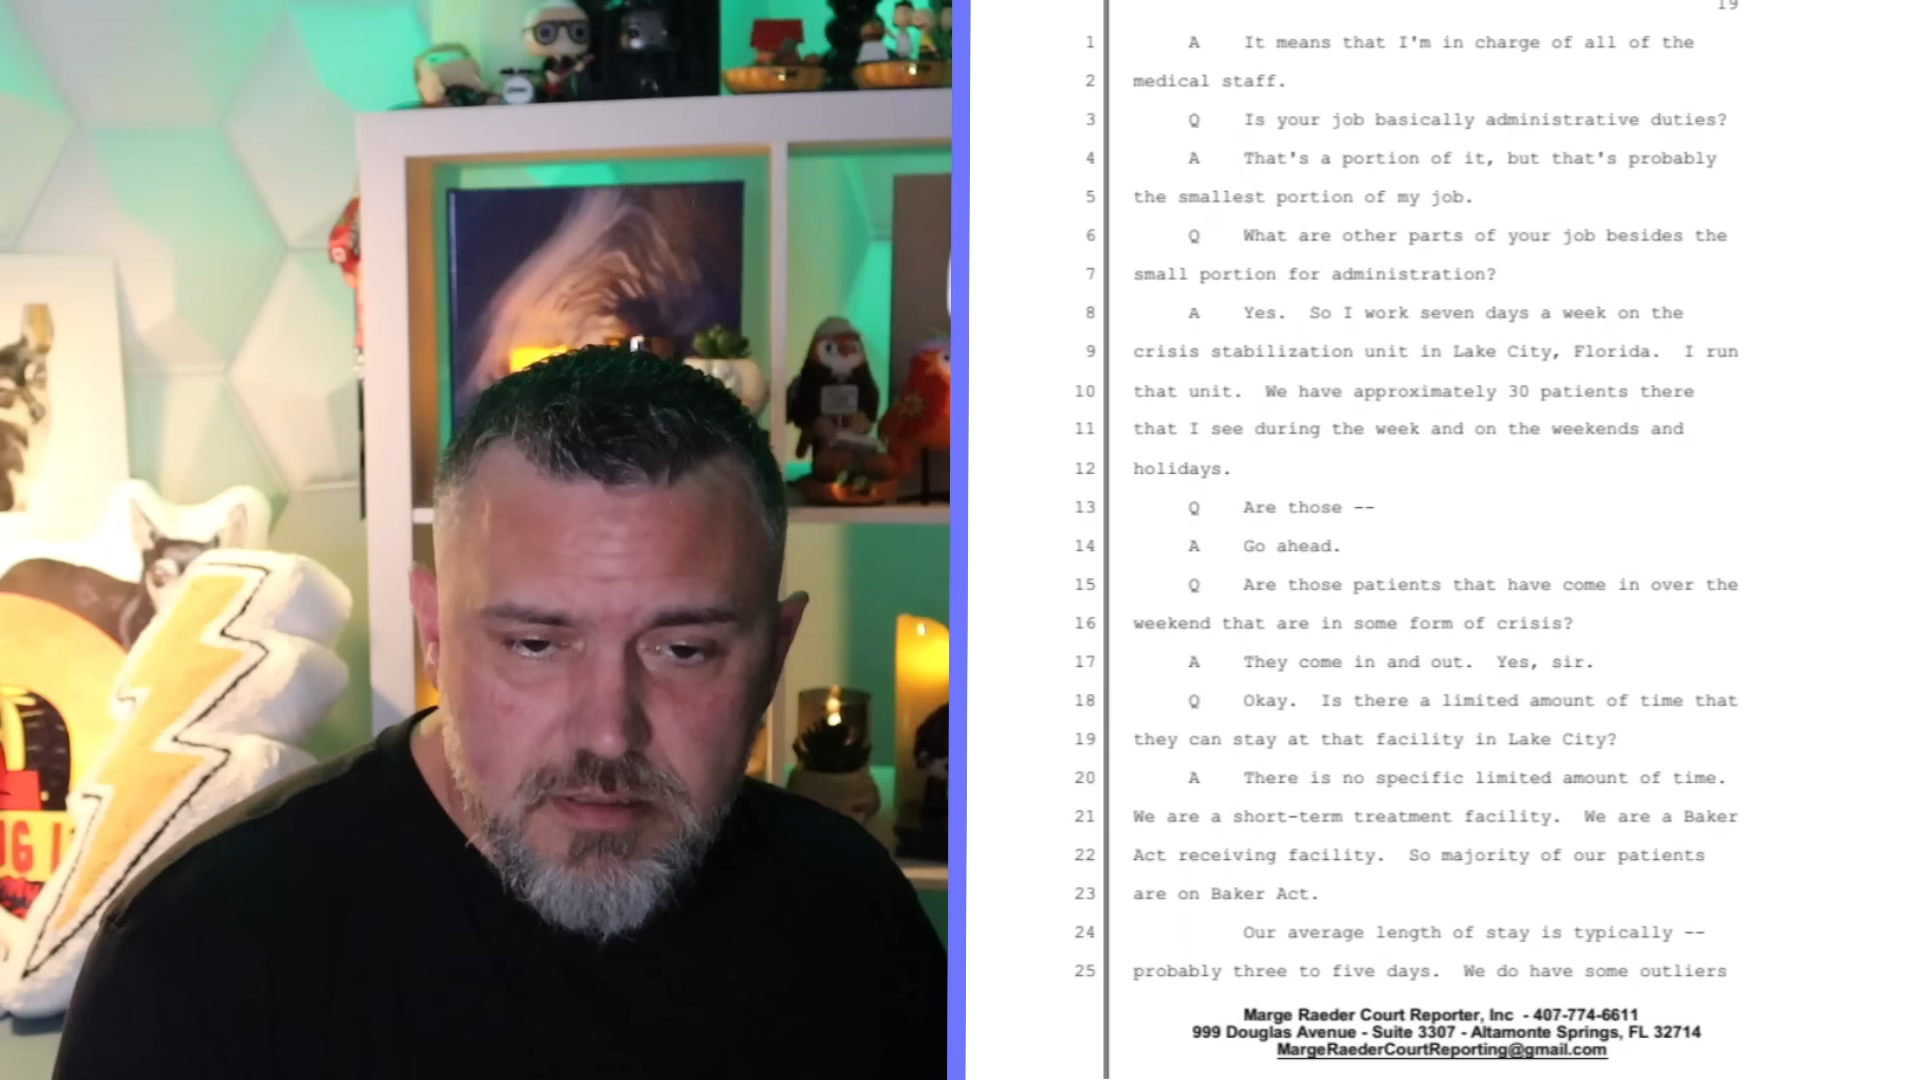 19
1 A It means that I'm in charge of all of the
2 medical staff.
3 Q Is your job basically administrative duties?
4 A That's a portion of it, but that's probably
5 the smallest portion of my job.
6 Q What are other parts of your job besides the
7 small portion for administration?
8 A Yes. So I work seven days a week on the
9 crisis stabilization unit in Lake City, Florida. I run
10 that unit. We have approximately 30 patients there
11 that I see during the week and on the weekends and
12 holidays.
13 Q Are those --
14 A Go ahead.
15 Q Are those patients that have come in over the
16 weekend that are in some form of crisis?
17 A They come in and out. Yes, sir.
18 Q Okay. Is there a limited amount of time that
19 they can stay at that facility in Lake City?
20 A There is no specific limited amount of time.
21 We are a short-term treatment facility. We are a Baker
22 Act receiving facility. So majority of our patients
23 are on Baker Act.
24 Our average length of stay is typically --
25 probably three to five days. We do have some outliers
Marge Raeder Court Reporter, Inc - 407-774-6611
999 Douglas Avenue - Suite 3307 - Altamonte Springs, FL 32714
MargeRaederCourtReporting@gmail.com